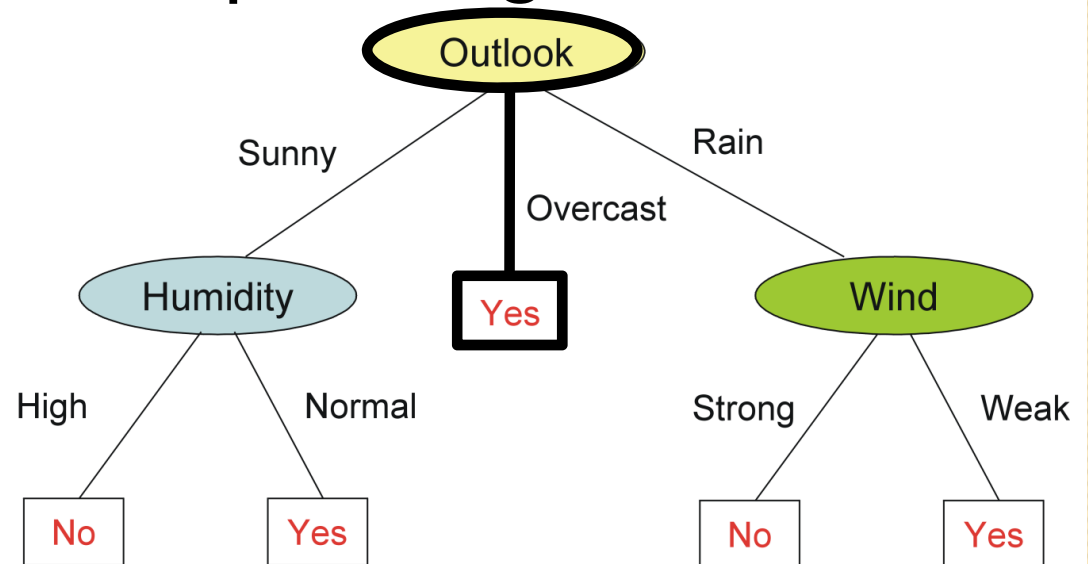 Outlook
Sunny
Rain
Overcast
Humidity
Yes
Wind
High
Normal
Strong
Weak
No
Yes
No
Yes